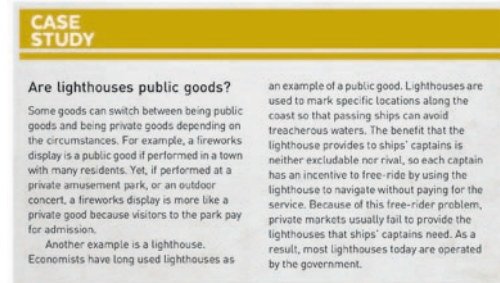 CASE
STUDY
Are lighthouses public goods?
Some goods can switch between being public
goods and being private goods depending on
the circumstances. For example, a fireworks
display is a public good if performed in a town
with many residents. Yet, if performed at a
private amusement park, or an outdoor
concert, a fireworks display is more like a
private good because visitors to the park pay
for admission.
Another example is a lighthouse.
Economists have long used lighthouses as
an example of a public good. Lighthouses are
used to mark specific locations along the
coast so that passing ships can avoid
treacherous waters. The benefit that the
lighthouse provides to ships' captains is
neither excludable nor rival, so each captain
has an incentive to free-ride by using the
lighthouse to navigate without paying for the
service. Because of this free-rider problem,
private markets usually fail to provide the
lighthouses that ships' captains need. As a
result, most lighthouses today are operated
by the government.